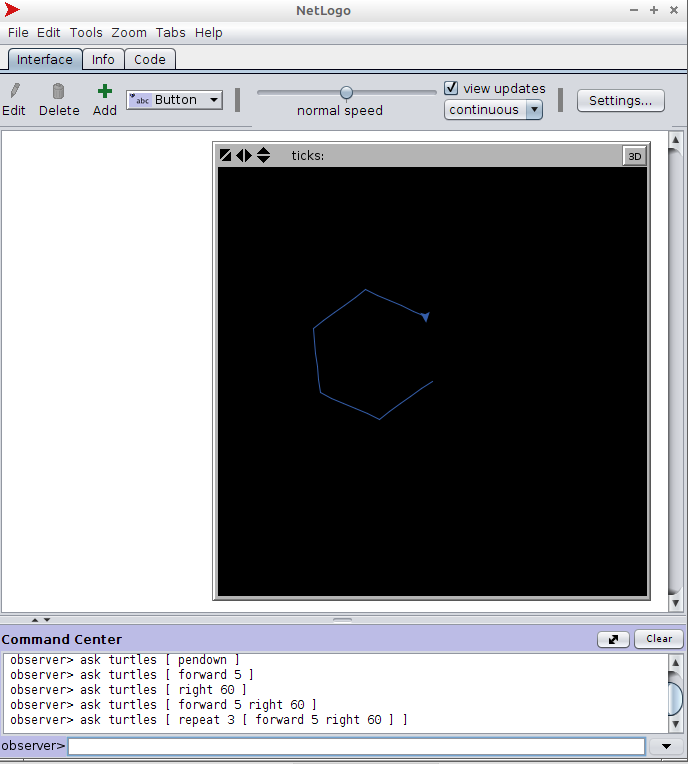 NetLogo
File Edit Tools Zoom Tabs Help
Interface Info Code
Edit Delete Add abc Button normal speed view updates continuous Settings...
ticks: 3D
Command Center Clear
observer> ask turtles [ pendown ]
observer> ask turtles [ forward 5 ]
observer> ask turtles [ right 60 ]
observer> ask turtles [ forward 5 right 60 ]
observer> ask turtles [ repeat 3 [ forward 5 right 60 ] ]
observer>